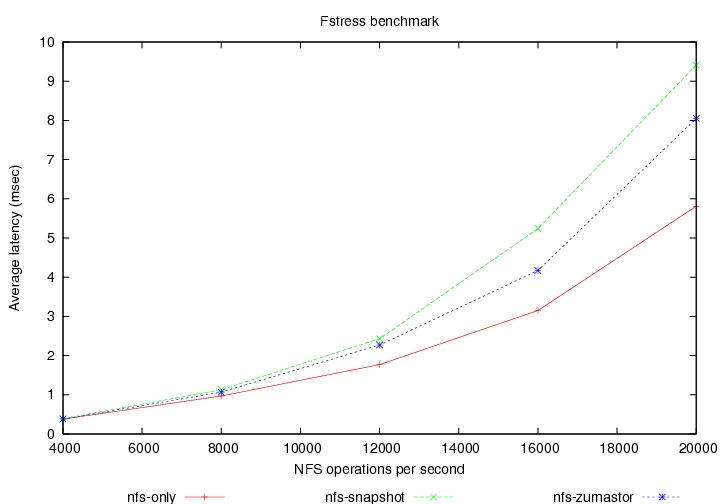 Fstress benchmark
10
9
8
7
6
5
4
3
2
1
0
Average latency (msec)
4000 6000 8000 10000 12000 14000 16000 18000 20000
NFS operations per second
nfs-only nfs-snapshot nfs-zumastor